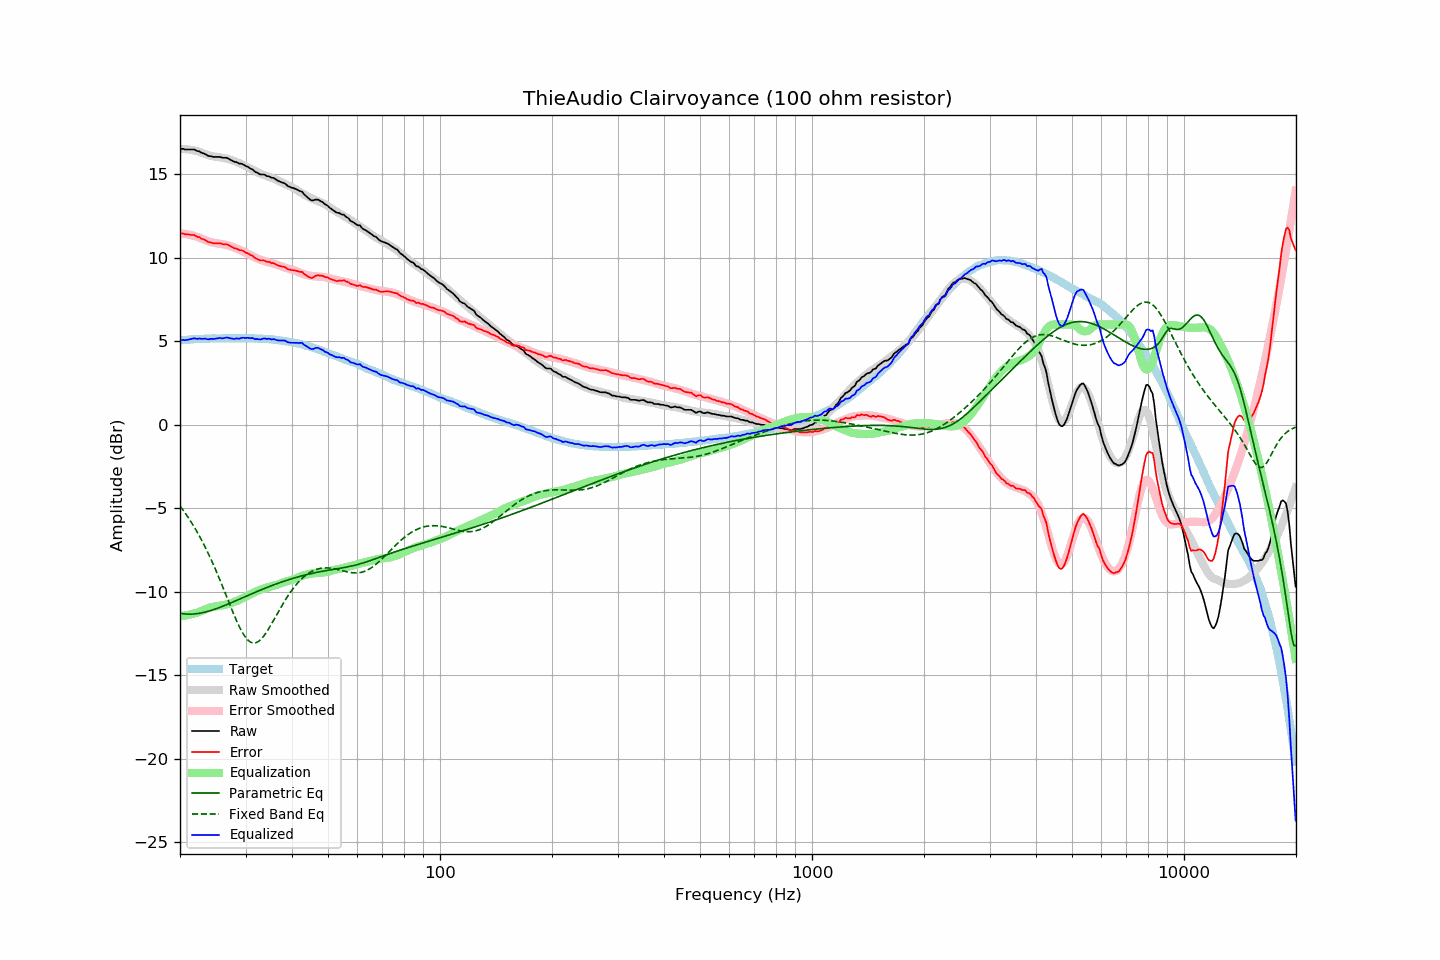 ThieAudio Clairvoyance (100 ohm resistor)
15
10
5
0
−5
−10
−15
−20
−25
Amplitude (dBr)
Target
Raw Smoothed
Error Smoothed
Raw
Error
Equalization
Parametric Eq
Fixed Band Eq
Equalized
100 1000 10000
Frequency (Hz)